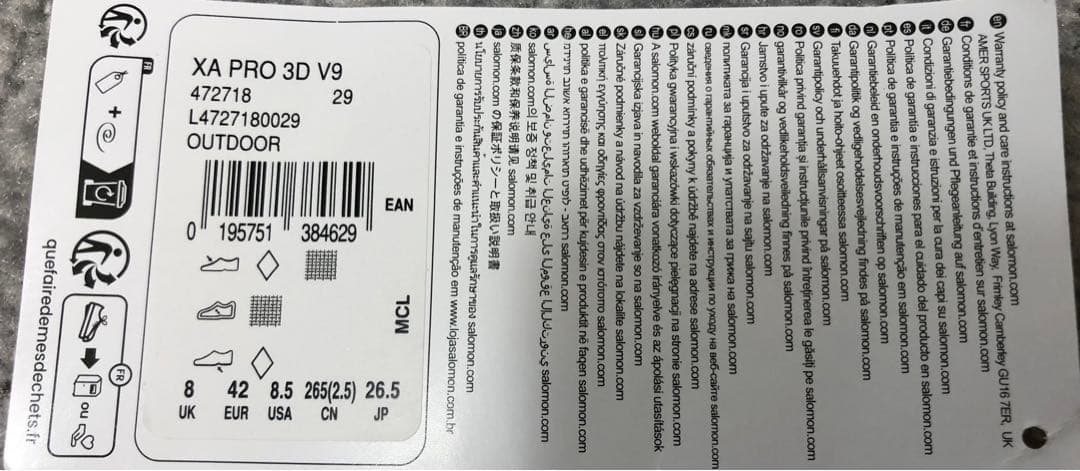 XA PRO 3D V9
472718 29
L4727180029
OUTDOOR
EAN
0 195751 384629
MCL
8 42 8.5 265(2.5) 26.5
UK EUR USA CN JP
FR
+
FR
ou
quefairedemesdechets.fr
en Warranty policy and care instructions at salomon.com
AMER SPORTS UK LTD, Theta Building, Lyon Way, Frimley Camberley GU16 7ER, UK
fr Conditions de garantie et instructions d'entretien sur salomon.com
de Garantiebedingungen und Pflegeanleitung auf salomon.com
it Condizioni di garanzia e istruzioni per la cura dei capi su salomon.com
es Política de garantía e instrucciones para el cuidado del producto en salomon.com
pt Política de garantia e instruções de manutenção em salomon.com
nl Garantiebeleid en onderhoudsvoorschriften op salomon.com
da Garantipolitik og vedligeholdelsesvejledning findes på salomon.com
fi Takuuehdot ja hoito-ohjeet osoitteessa salomon.com
sv Garantipolicy och underhållsanvisningar på salomon.com
ro Politica privind garanția și instrucțiunile privind întreținerea le găsiți pe salomon.com
no garantivilkår og vedlikeholdsveiledning finnes på salomon.com
hr Jamstvo i upute za održavanje na salomon.com
sr Garancija i uputstvo za održavanje na sajtu salomon.com
mk политиката за гаранција и упатствата за грижа на salomon.com
ru сведения о гарантийных обязательствах и инструкции по уходу на веб-сайте salomon.com
cs záruční podmínky a pokyny k údržbě najdete na adrese salomon.com
pl Polityka gwarancyjna i wskazówki dotyczące pielęgnacji na stronie salomon.com
hu A salomon.com weboldal garanciára vonatkozó irányelve és az ápolási utasítások
sl Garancijska izjava in navodila za vzdrževanje so na salomon.com
sk Záručné podmienky a návod na údržbu nájdete na lokalite salomon.com
el πολιτική εγγύησης και οδηγίες φροντίδας στον ιστότοπο salomon.com
al politika e garancisë dhe udhëzimet për kujdesin e produktit në faqen salomon.com
he salomon.com
ar salomon.com
ko salomon.com의 보증 정책 및 취급 안내
zh 质保条款和保养说明请见 salomon.com
ja salomon.com の保証ポリシーと取扱い説明書
th นโยบายการรับประกันสินค้าและคำแนะนำในการดูแลรักษาของ salomon.com
BR política de garantia e instruções de manutenção em www.lojasalomon.com.br